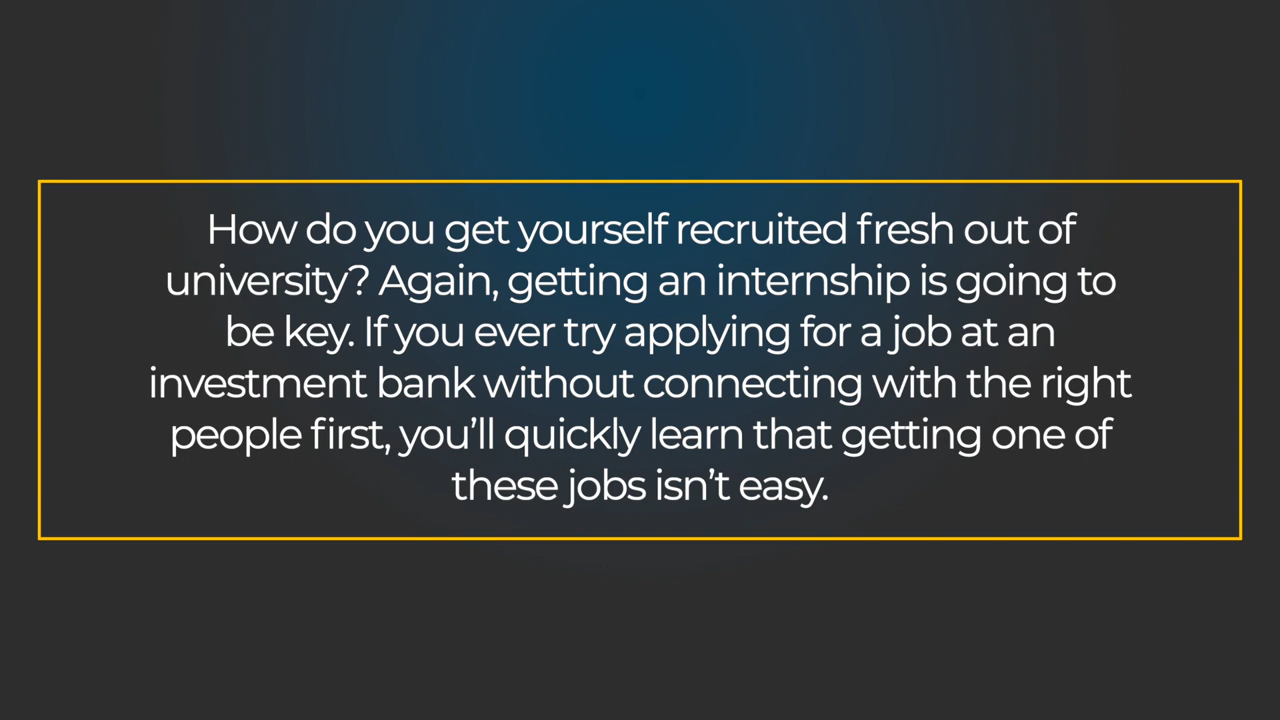 How do you get yourself recruited fresh out of
university? Again, getting an internship is going to
be key. If you ever try applying for a job at an
investment bank without connecting with the right
people first, you’ll quickly learn that getting one of
these jobs isn’t easy.